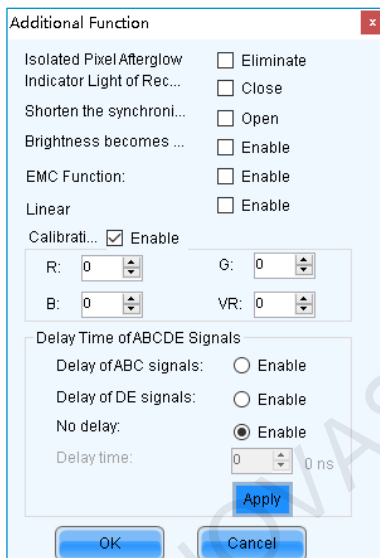 Additional Function x
Isolated Pixel Afterglow Eliminate
Indicator Light of Rec... Close
Shorten the synchroni... Open
Brightness becomes ... Enable
EMC Function: Enable
Linear Enable
Calibrati... Enable
R: 0 G: 0
B: 0 VR: 0
Delay Time of ABCDE Signals
Delay of ABC signals: Enable
Delay of DE signals: Enable
No delay: Enable
Delay time: 0 0 ns
Apply
OK Cancel